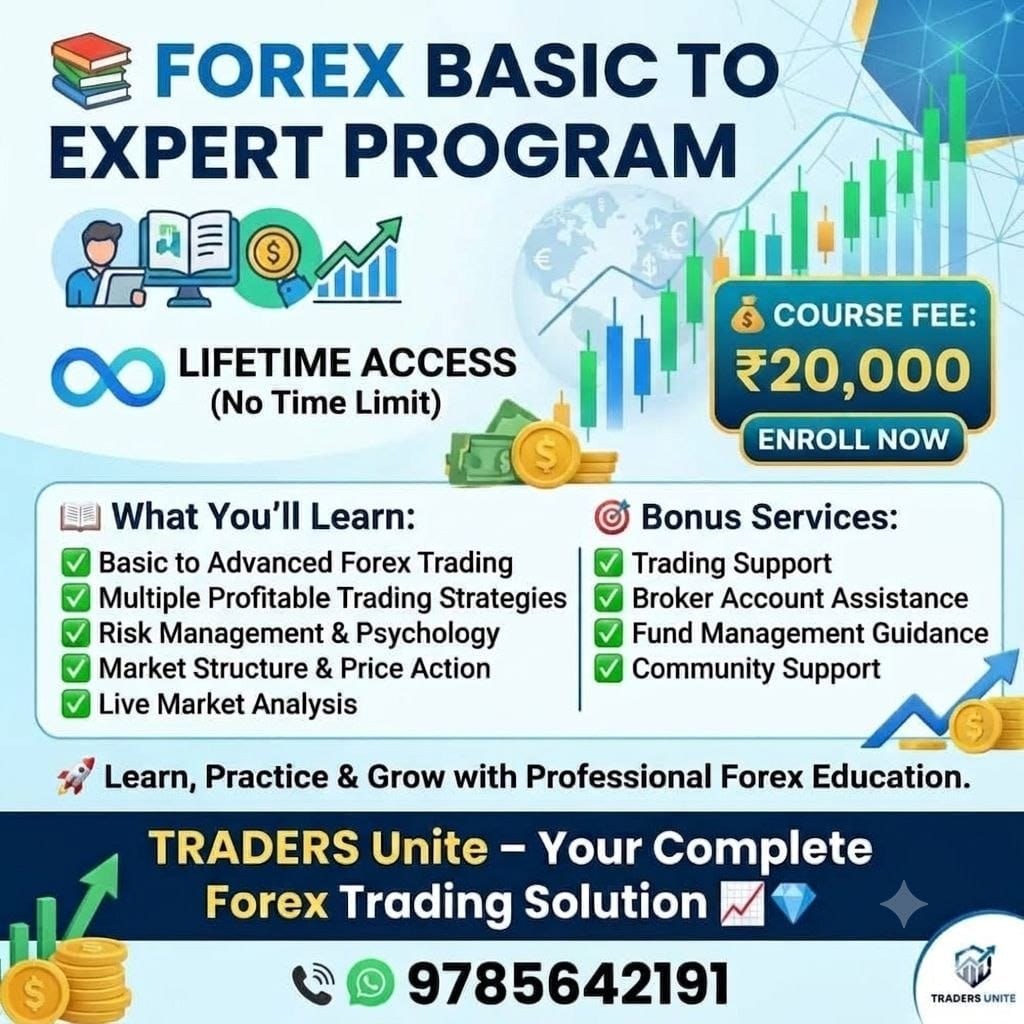 📚 FOREX BASIC TO
EXPERT PROGRAM
LIFETIME ACCESS
(No Time Limit)
💰 COURSE FEE:
₹20,000
ENROLL NOW
📖 What You'll Learn:
✅ Basic to Advanced Forex Trading
✅ Multiple Profitable Trading Strategies
✅ Risk Management & Psychology
✅ Market Structure & Price Action
✅ Live Market Analysis
🎯 Bonus Services:
✅ Trading Support
✅ Broker Account Assistance
✅ Fund Management Guidance
✅ Community Support
🚀 Learn, Practice & Grow with Professional Forex Education.
TRADERS Unite – Your Complete
Forex Trading Solution 📈💎
9785642191
TRADERS UNITE